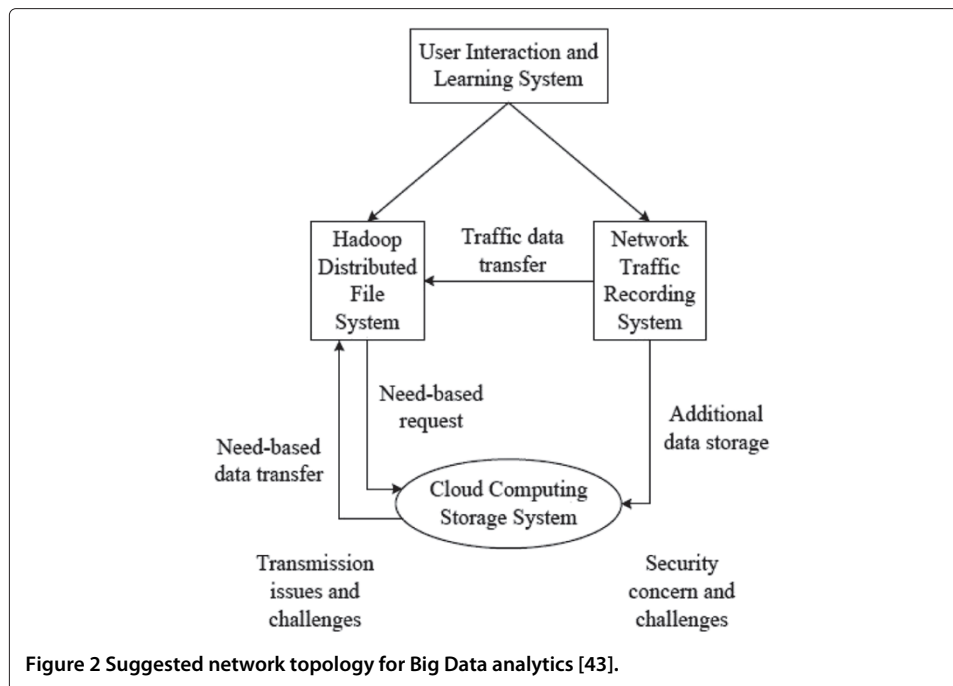 User Interaction and
Learning System
Hadoop
Distributed
File
System
Traffic data
transfer
Network
Traffic
Recording
System
Need-based
request
Need-based
data transfer
Additional
data storage
Cloud Computing
Storage System
Transmission
issues and
challenges
Security
concern and
challenges
Figure 2 Suggested network topology for Big Data analytics [43].